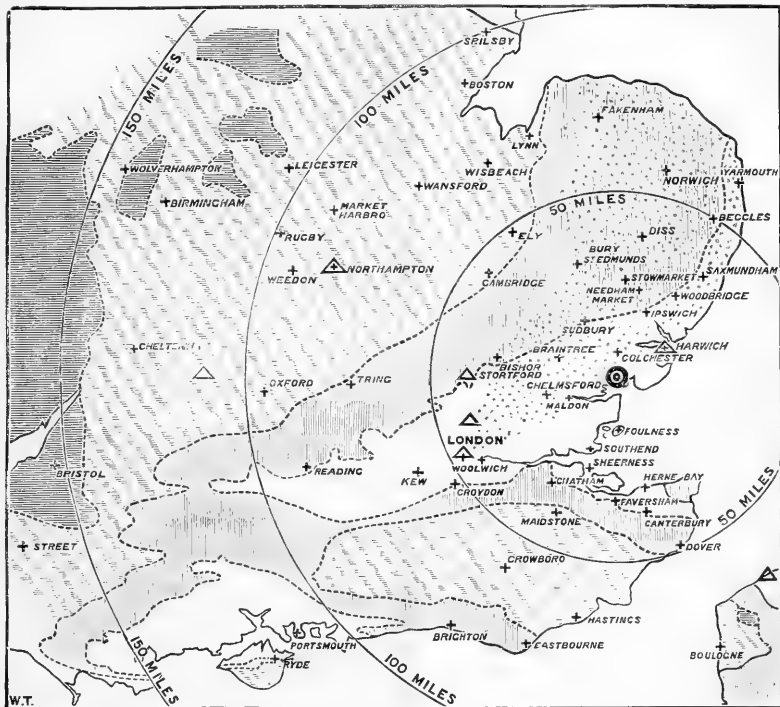 SPILSBY
150 MILES
100 MILES
BOSTON
FAKENHAM
LYNN
WOLVERHAMPTON
LEICESTER
WISBEACH
NORWICH
YARMOUTH
WANSFORD
BIRMINGHAM
MARKET
HARBRO
50 MILES
BECCLES
RUGBY
ELY
DISS
BURY
ST EDMUNDS
NORTHAMPTON
WEEDON
CAMBRIDGE
STOWMARKET
SAXMUNDHAM
NEEDHAM
MARKET
WOODBRIDGE
IPSWICH
SUDBURY
HARWICH
BRAINTREE
COLCHESTER
BISHOP
STORTFORD
OXFORD
TRING
CHELMSFORD
MALDON
LONDON
FOULNESS
SOUTHEND
BRISTOL
READING
KEW
WOOLWICH
SHEERNESS
CROYDON
CHATHAM
HERNE BAY
FAVERSHAM
50 MILES
MAIDSTONE
CANTERBURY
STREET
DOVER
CROWBORO
HASTINGS
PORTSMOUTH
BRIGHTON
EASTBOURNE
BOULOGNE
RYDE
150 MILES
100 MILES
W.T.